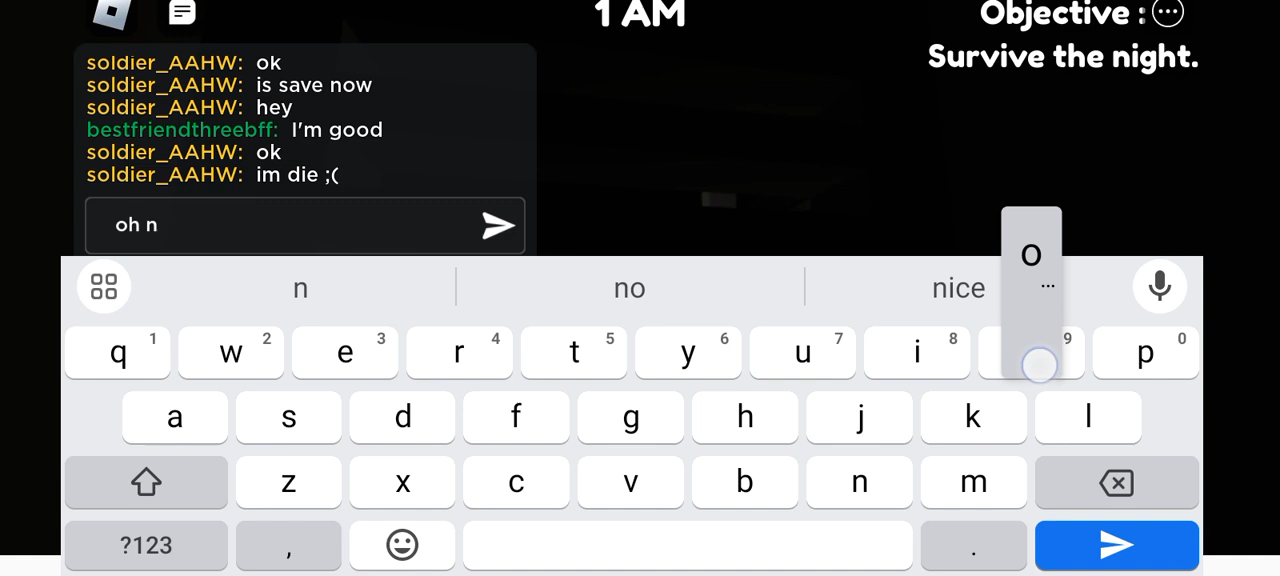 1 AM
Objective :
Survive the night.
soldier_AAHW: ok
soldier_AAHW: is save now
soldier_AAHW: hey
bestfriendthreebff: I'm good
soldier_AAHW: ok
soldier_AAHW: im die ;(
oh n
n no nice
o
...
q 1 w 2 e 3 r 4 t 5 y 6 u 7 i 8 9 p 0
a s d f g h j k l
z x c v b n m
?123 , .